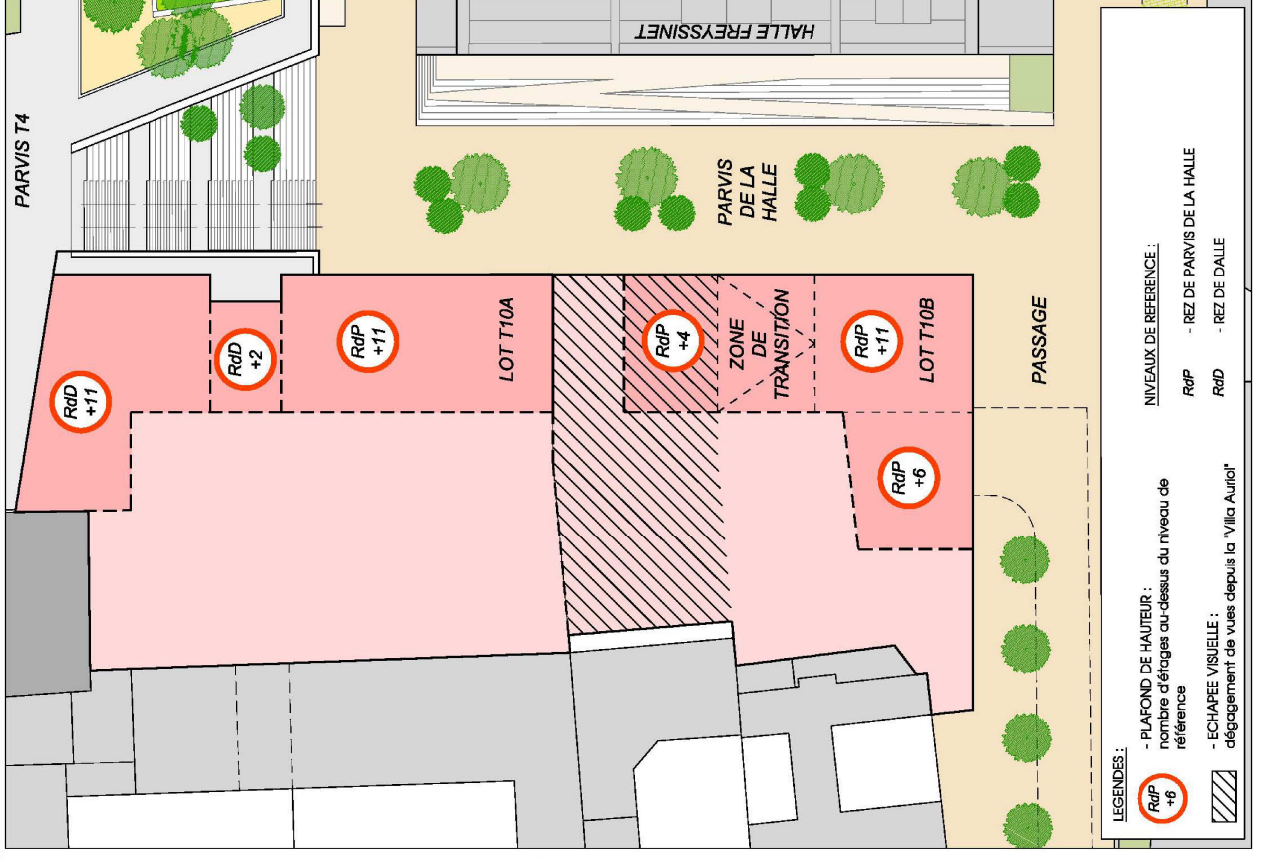 PARVIS T4
HALLE FREYSSINET
PARVIS
DE LA
HALLE
RdD
+11
RdD
+2
RdP
+11
LOT T10A
RdP
+4
ZONE
DE
TRANSITION
RdP
+11
LOT T10B
RdP
+6
PASSAGE
LEGENDES :
RdP
+6
- PLAFOND DE HAUTEUR :
nombre d'étages au-dessus du niveau de
référence
- ECHAPEE VISUELLE :
dégagement de vues depuis la "Villa Auriol"
NIVEAUX DE REFERENCE :
RdP - REZ DE PARVIS DE LA HALLE
RdD - REZ DE DALLE